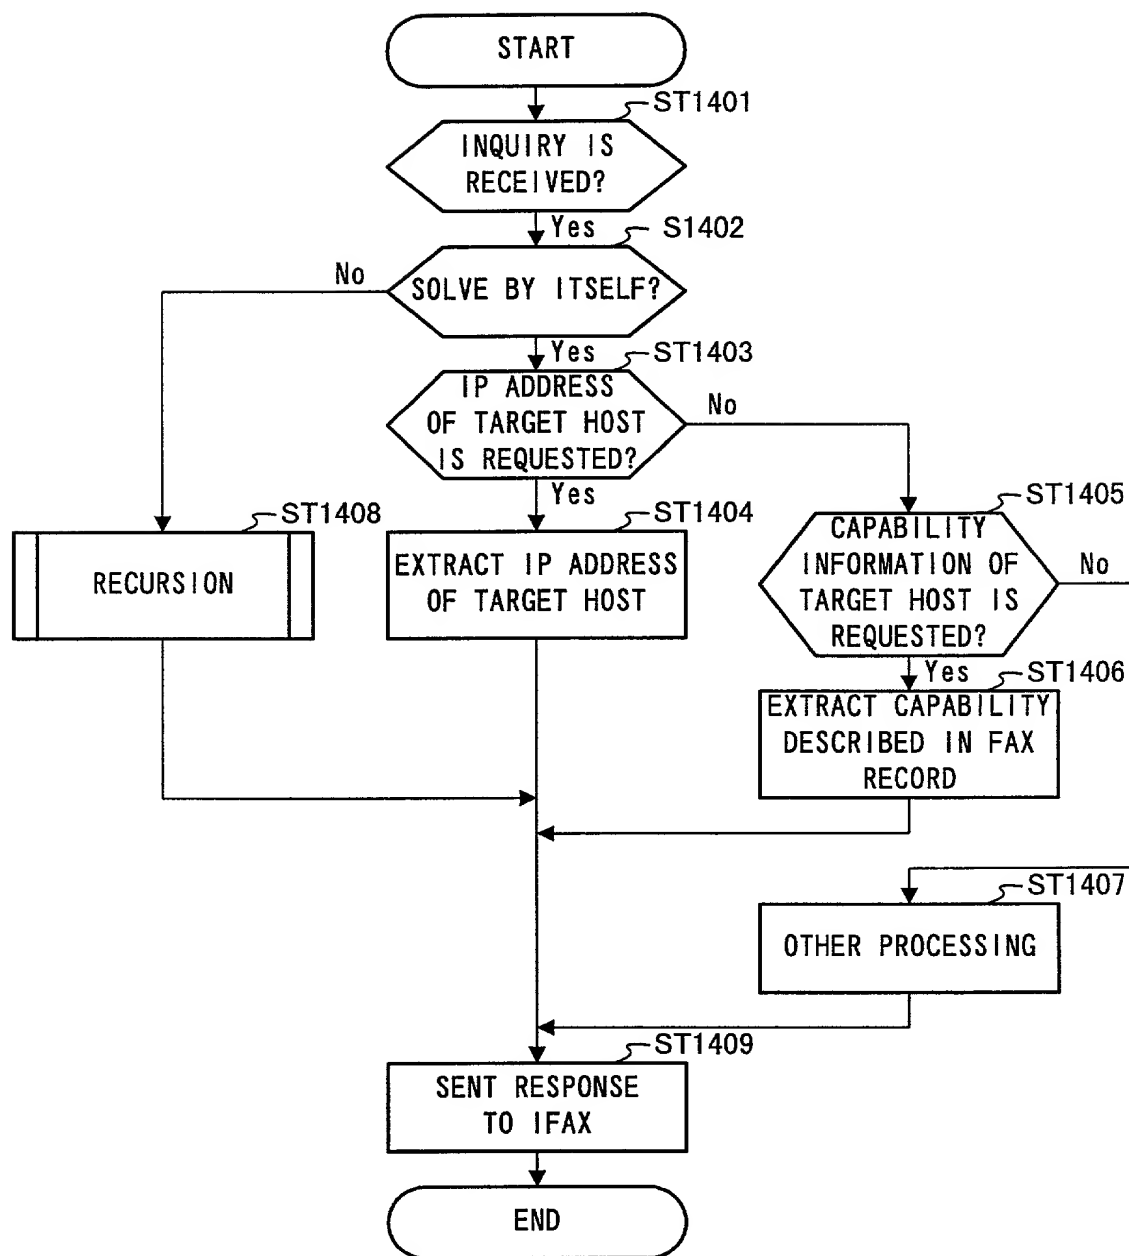 START
ST1401
INQUIRY IS
RECEIVED?
Yes
S1402
No
SOLVE BY ITSELF?
Yes
ST1403
IP ADDRESS
OF TARGET HOST
IS REQUESTED?
No
Yes
ST1408
RECURSION
ST1404
EXTRACT IP ADDRESS
OF TARGET HOST
ST1405
CAPABILITY
INFORMATION OF
TARGET HOST IS
REQUESTED?
No
Yes
ST1406
EXTRACT CAPABILITY
DESCRIBED IN FAX
RECORD
ST1407
OTHER PROCESSING
ST1409
SENT RESPONSE
TO IFAX
END